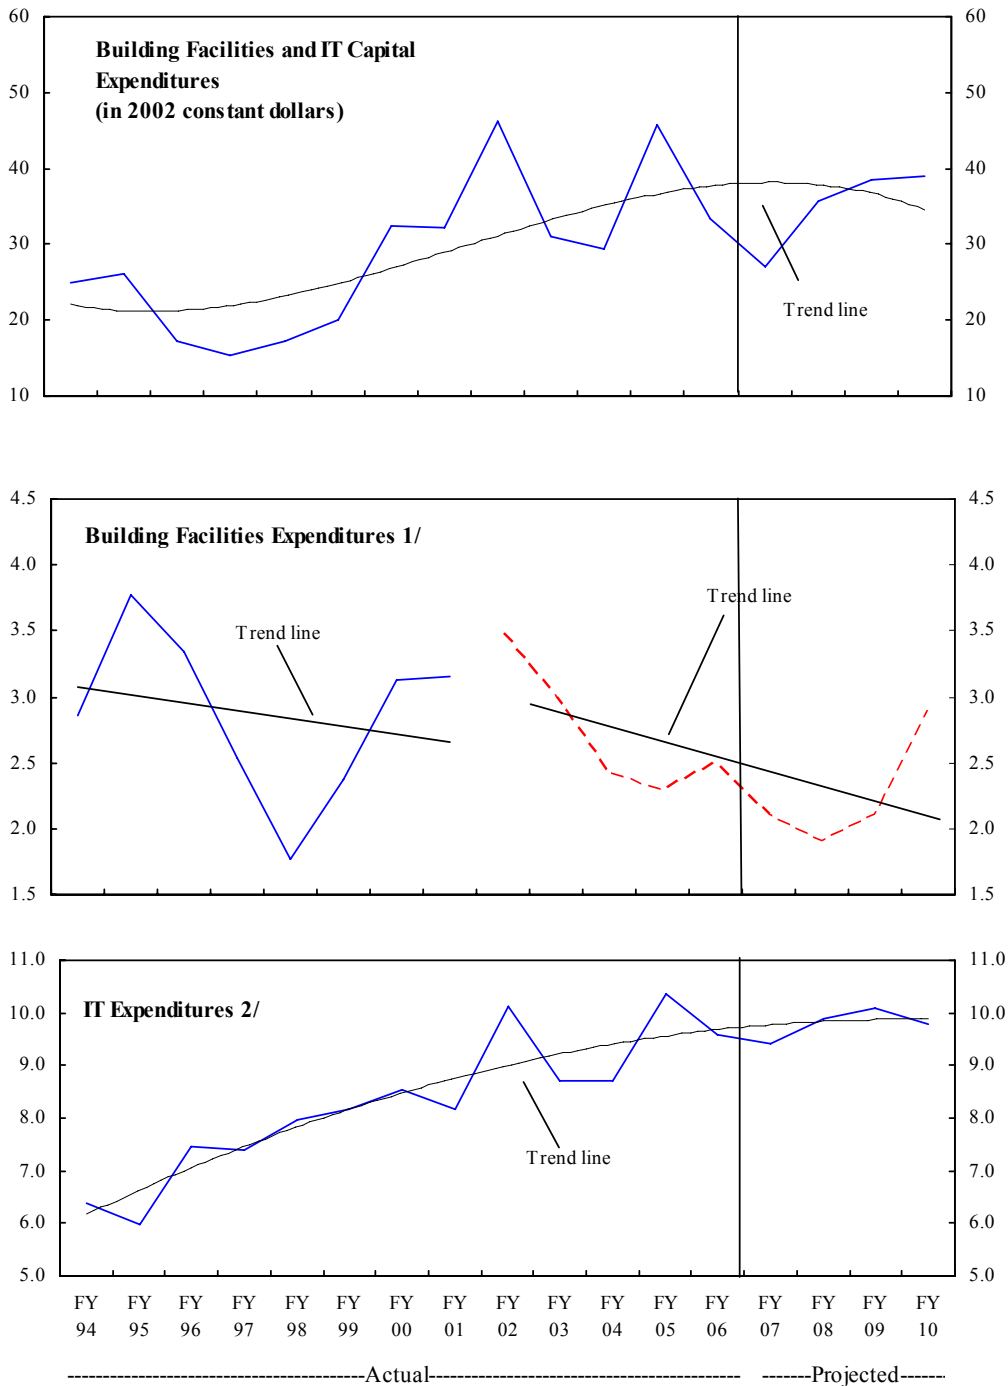 60 60
Building Facilities and IT Capital
Expenditures
(in 2002 constant dollars)
50 50
40 40
30 30
Trend line
20 20
10 10
4.5 4.5
Building Facilities Expenditures 1/
4.0 4.0
Trend line
3.5 3.5
Trend line
3.0 3.0
2.5 2.5
2.0 2.0
1.5 1.5
11.0 11.0
IT Expenditures 2/
10.0 10.0
9.0 9.0
8.0 8.0
Trend line
7.0 7.0
6.0 6.0
5.0 5.0
FY FY FY FY FY FY FY FY FY FY FY FY FY FY FY FY FY
94 95 96 97 98 99 00 01 02 03 04 05 06 07 08 09 10
Actual Projected